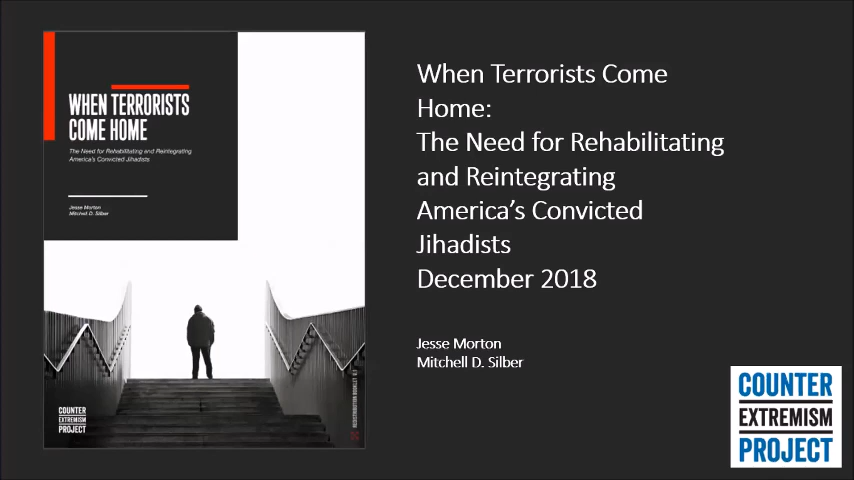 WHEN TERRORISTS
COME HOME
The Need for Rehabilitating and Reintegrating
America's Convicted Jihadists
Jesse Morton
Mitchell D. Silber
COUNTER
EXTREMISM
PROJECT
When Terrorists Come
Home:
The Need for Rehabilitating
and Reintegrating
America's Convicted
Jihadists
December 2018
Jesse Morton
Mitchell D. Silber
COUNTER
EXTREMISM
PROJECT